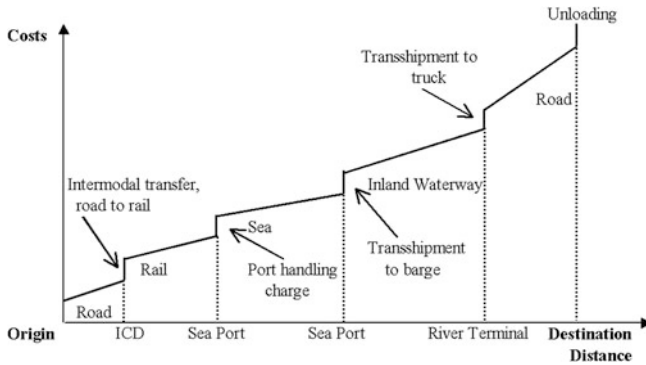 Unloading
Costs
Transshipment to
truck
Road
Intermodal transfer,
road to rail
Inland Waterway
Sea
Rail
Port handling
charge
Transshipment
to barge
Road
Origin
ICD
Sea Port
Sea Port
River Terminal
Destination
Distance